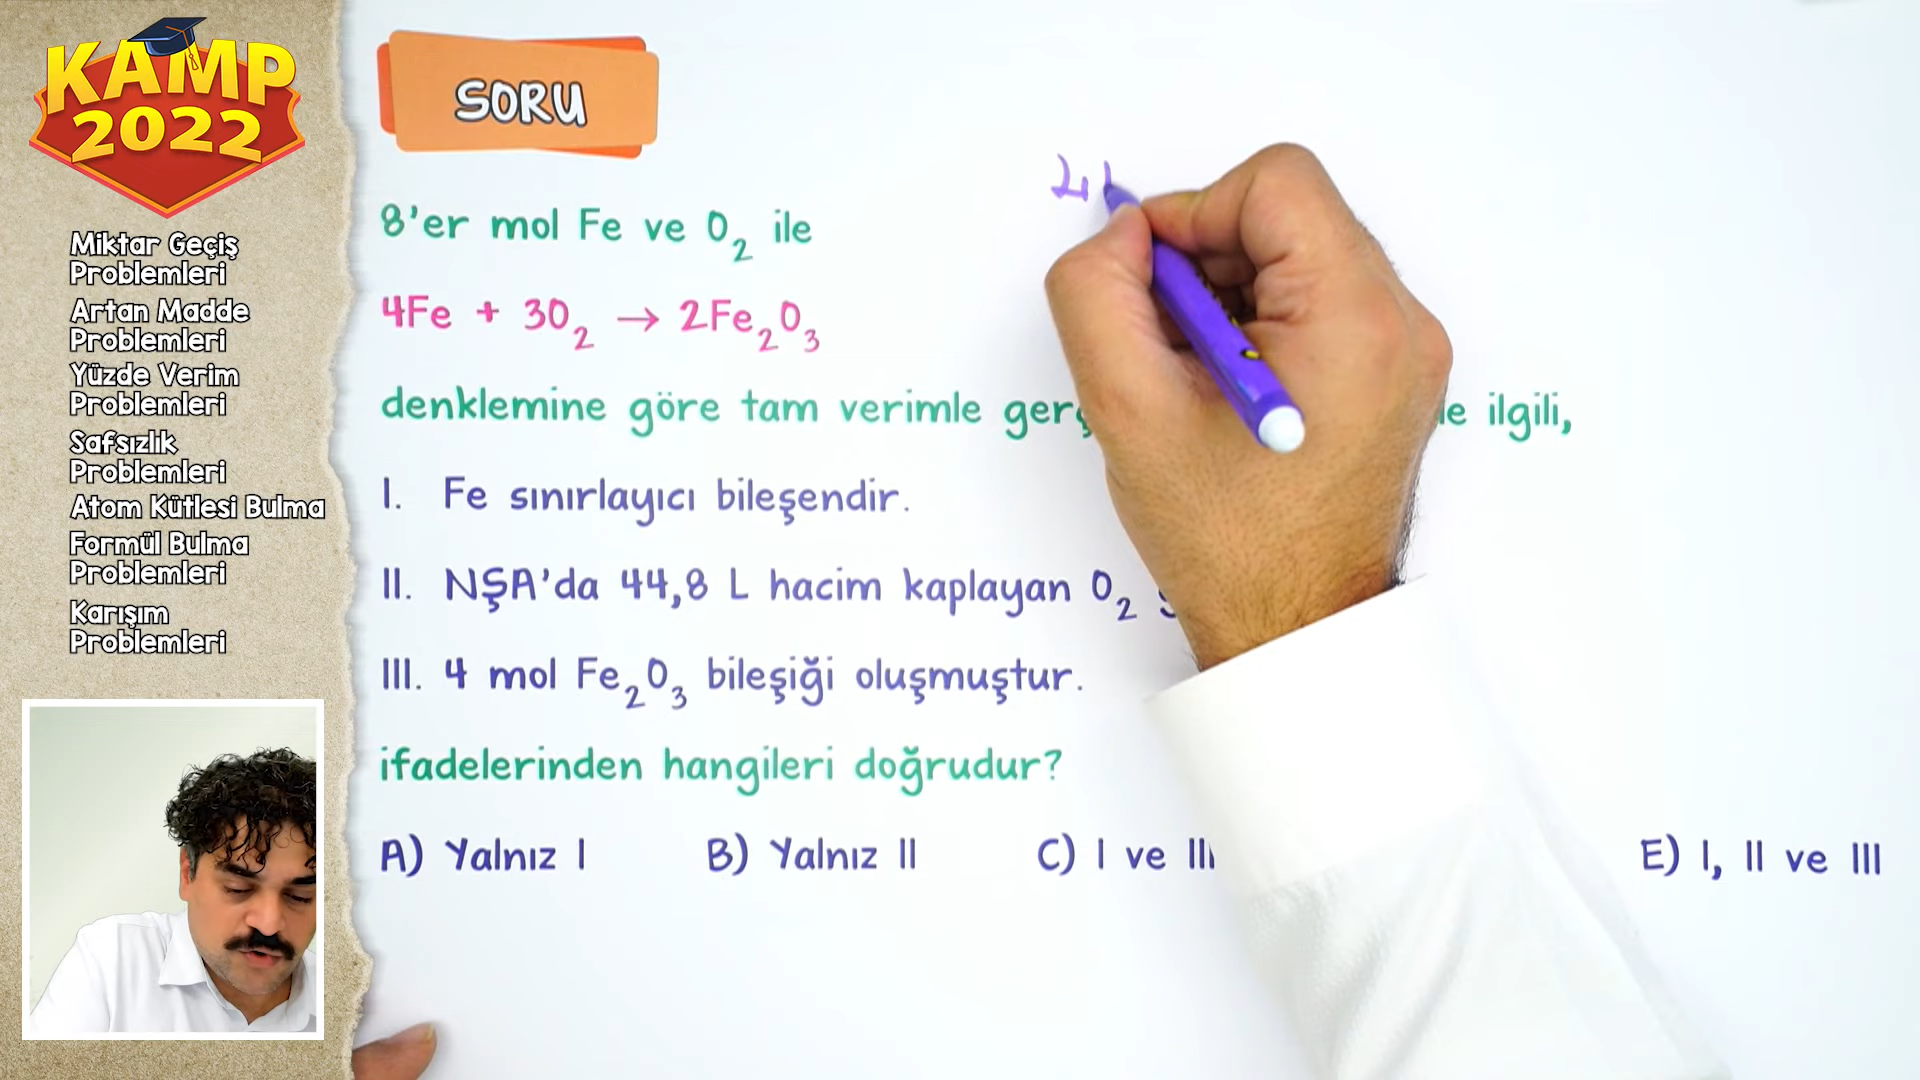 KAMP
2022
Miktar Geçiş
Problemleri
Artan Madde
Problemleri
Yüzde Verim
Problemleri
Safsızlık
Problemleri
Atom Kütlesi Bulma
Formül Bulma
Problemleri
Karışım
Problemleri
SORU
8'er mol Fe ve O₂ ile
4Fe + 3O₂ → 2Fe₂O₃
denklemine göre tam verimle ilgili,
I. Fe sınırlayıcı bileşendir.
II. NŞA'da 44,8 L hacim kaplayan O₂
III. 4 mol Fe₂O₃ bileşiği oluşmuştur.
ifadelerinden hangileri doğrudur?
A) Yalnız I B) Yalnız II C) I ve III E) I, II ve III